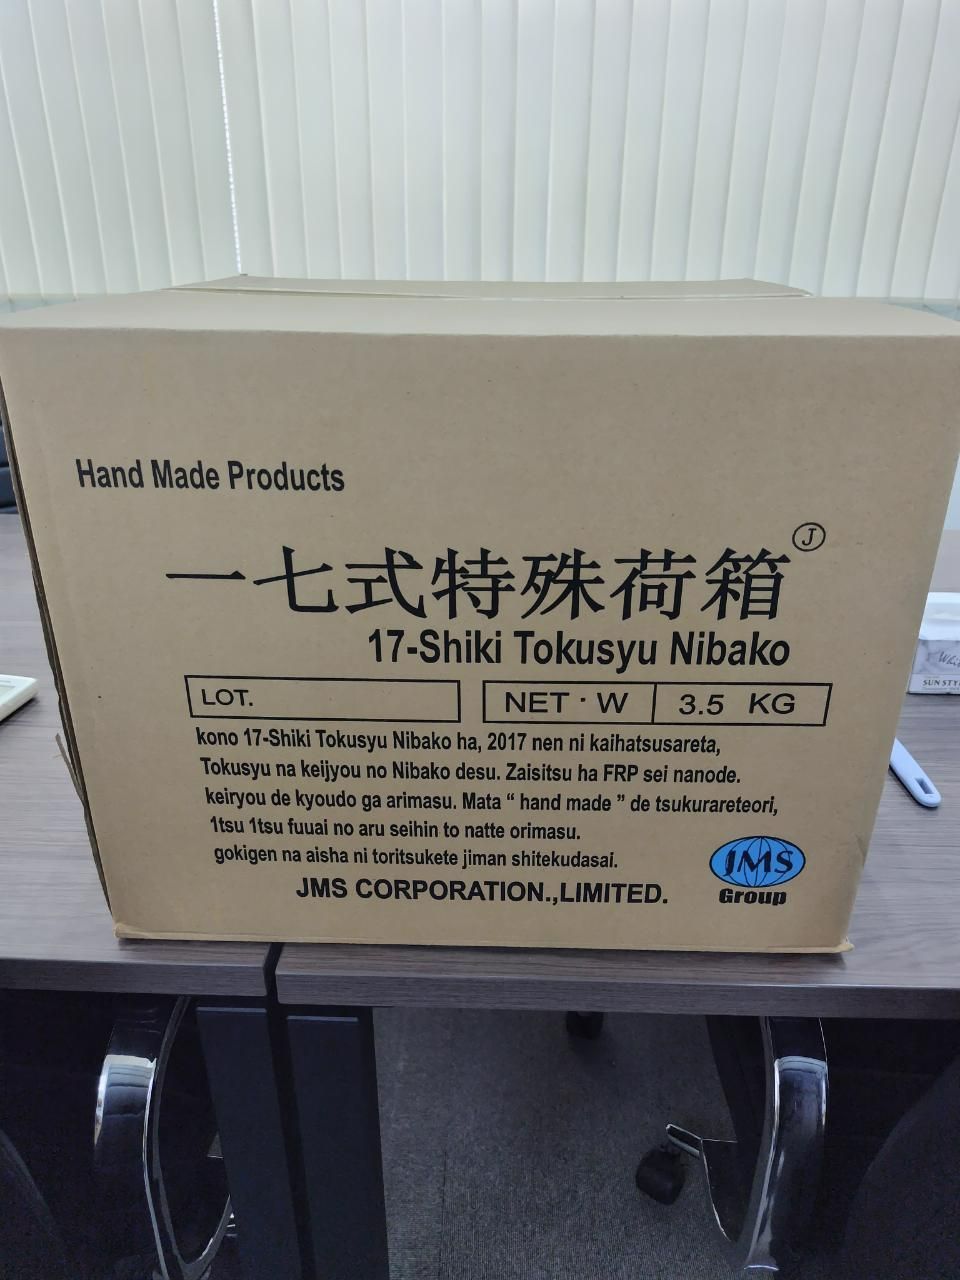 Hand Made Products
一七式特殊荷箱 Ⓙ
17-Shiki Tokusyu Nibako
LOT.
NET・W 3.5 KG
kono 17-Shiki Tokusyu Nibako ha, 2017 nen ni kaihatsusareta,
Tokusyu na keijyou no Nibako desu. Zaisitsu ha FRP sei nanode.
keiryou de kyoudo ga arimasu. Mata “ hand made ” de tsukurareteori,
1tsu 1tsu fuuai no aru seihin to natte orimasu.
gokigen na aisha ni toritsukete jiman shitekudasai.
JMS CORPORATION.,LIMITED.
JMS
Group
SUN STY